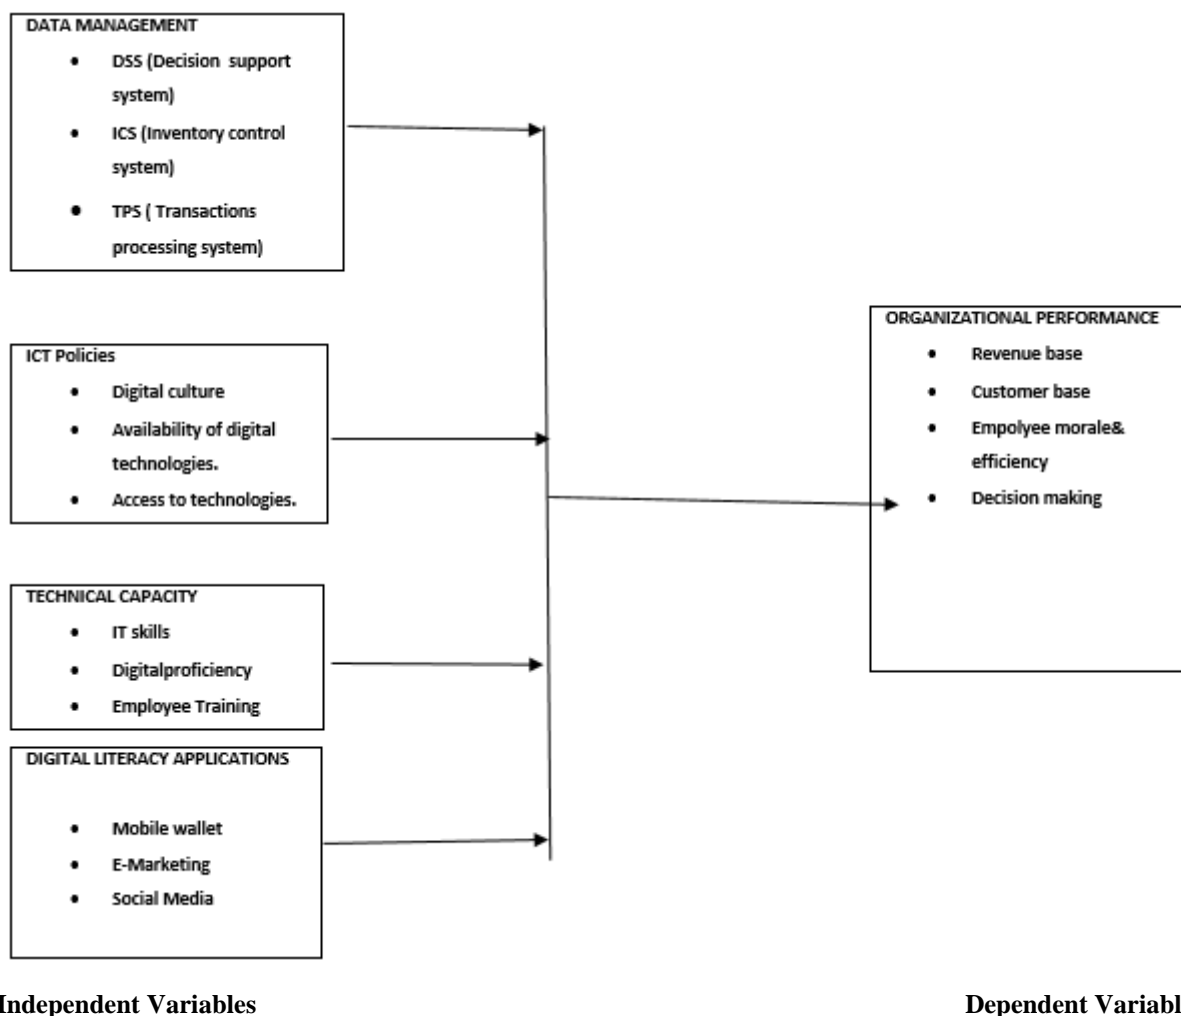 DATA MANAGEMENT
• DSS (Decision support
system)
• ICS (Inventory control
system)
• TPS ( Transactions
processing system)
ICT Policies
• Digital culture
• Availability of digital
technologies.
• Access to technologies.
TECHNICAL CAPACITY
• IT skills
• Digitalproficiency
• Employee Training
DIGITAL LITERACY APPLICATIONS
• Mobile wallet
• E-Marketing
• Social Media
ORGANIZATIONAL PERFORMANCE
• Revenue base
• Customer base
• Empolyee morale&
efficiency
• Decision making
Independent Variables
Dependent Variabl